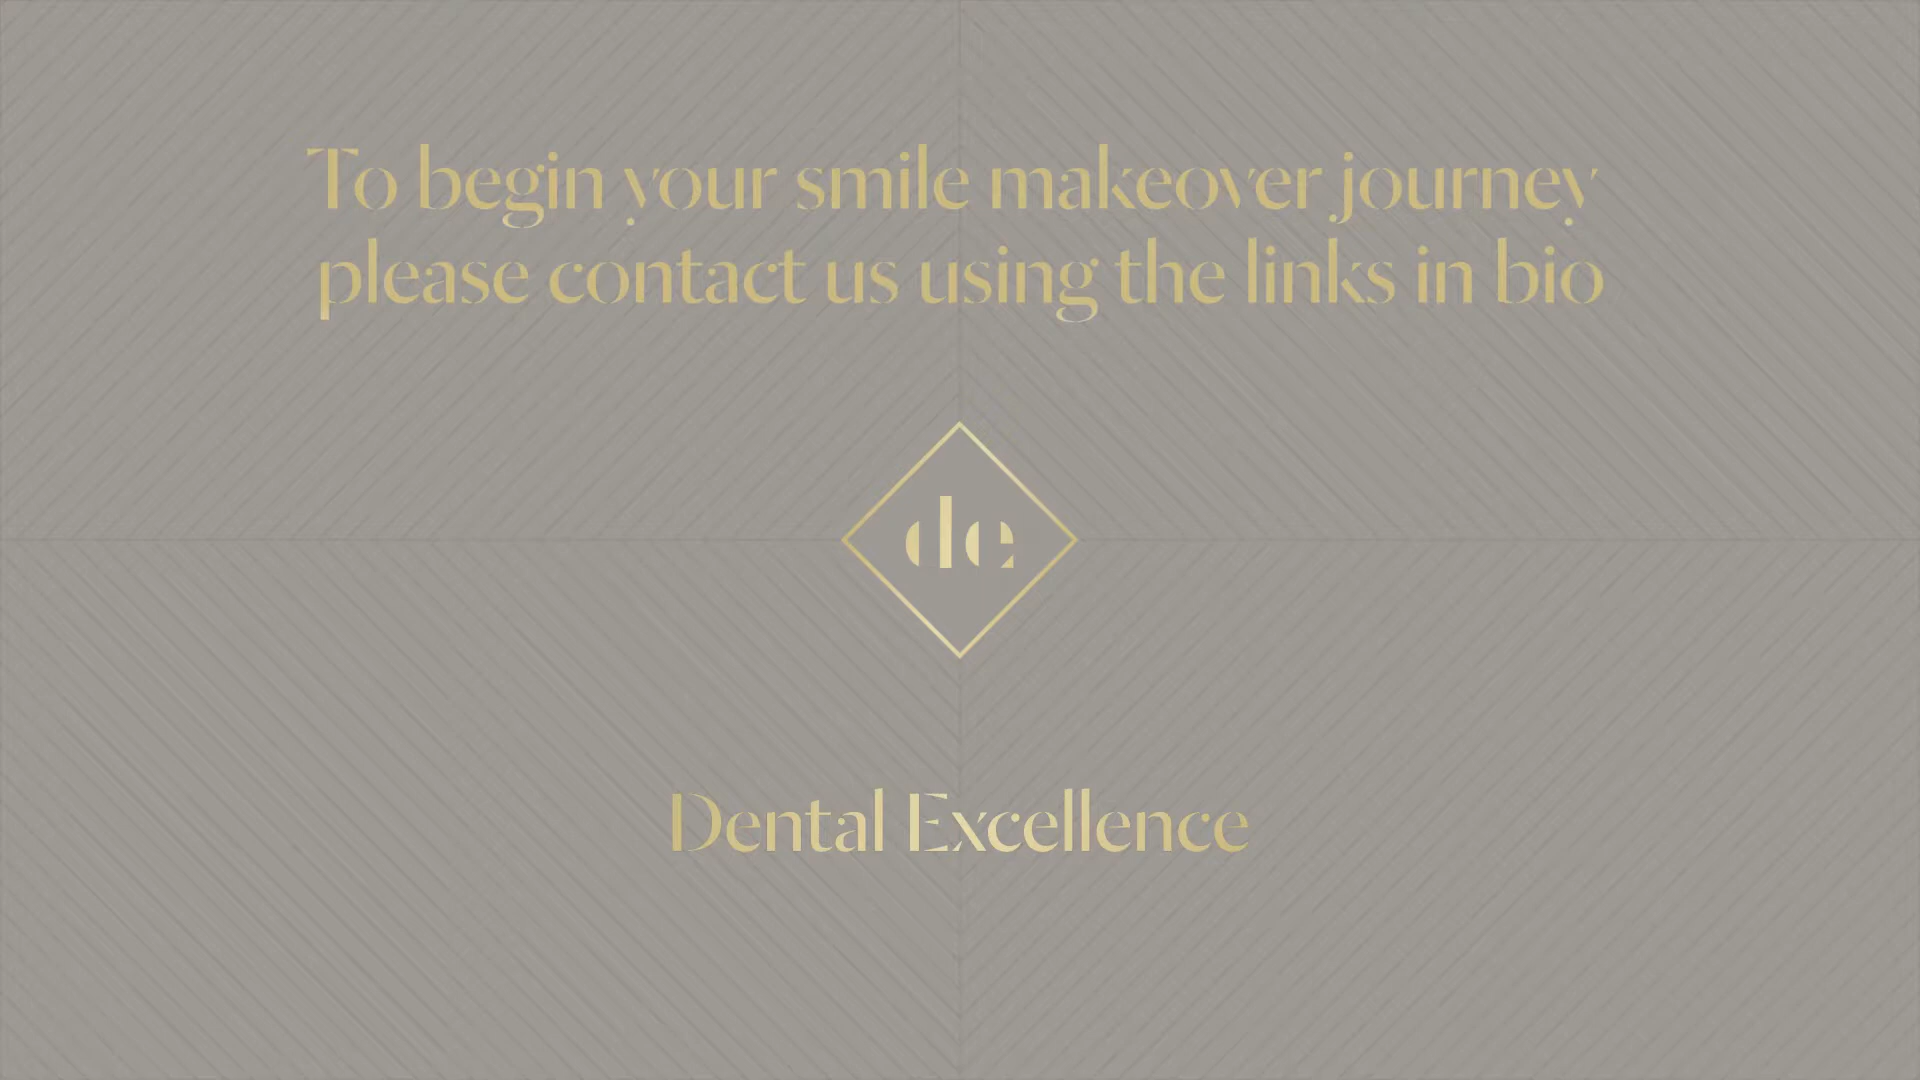 To begin your smile makeover journey
please contact us using the links in bio
de
Dental Excellence